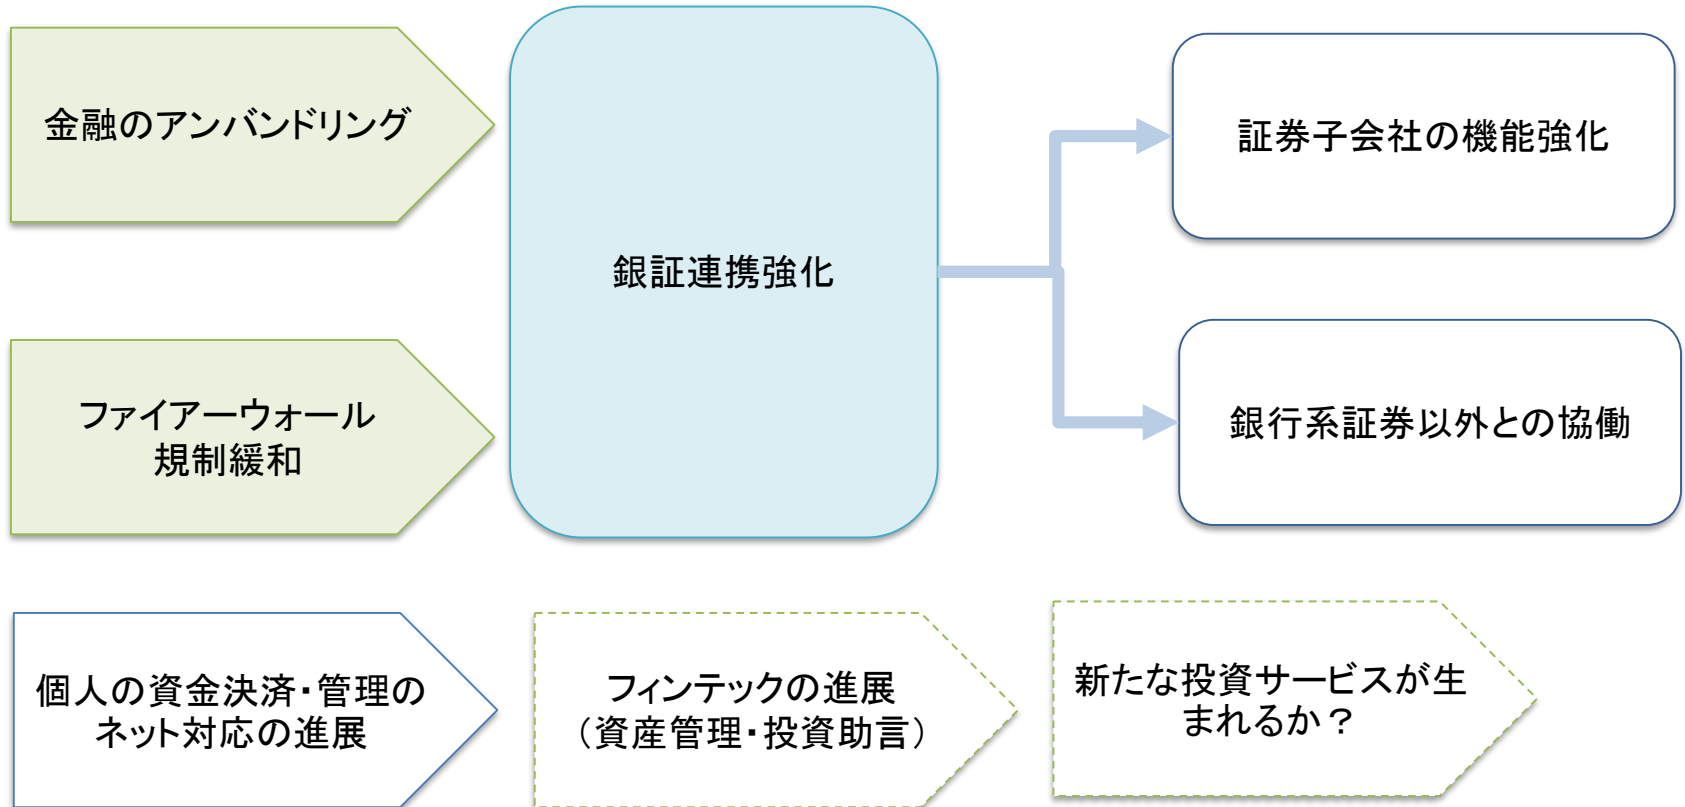 金融のアンバンドリング
ファイアーウォール
規制緩和
銀証連携強化
証券子会社の機能強化
銀行系証券以外との協働
個人の資金決済・管理の
ネット対応の進展
フィンテックの進展
（資産管理・投資助言）
新たな投資サービスが生
まれるか？